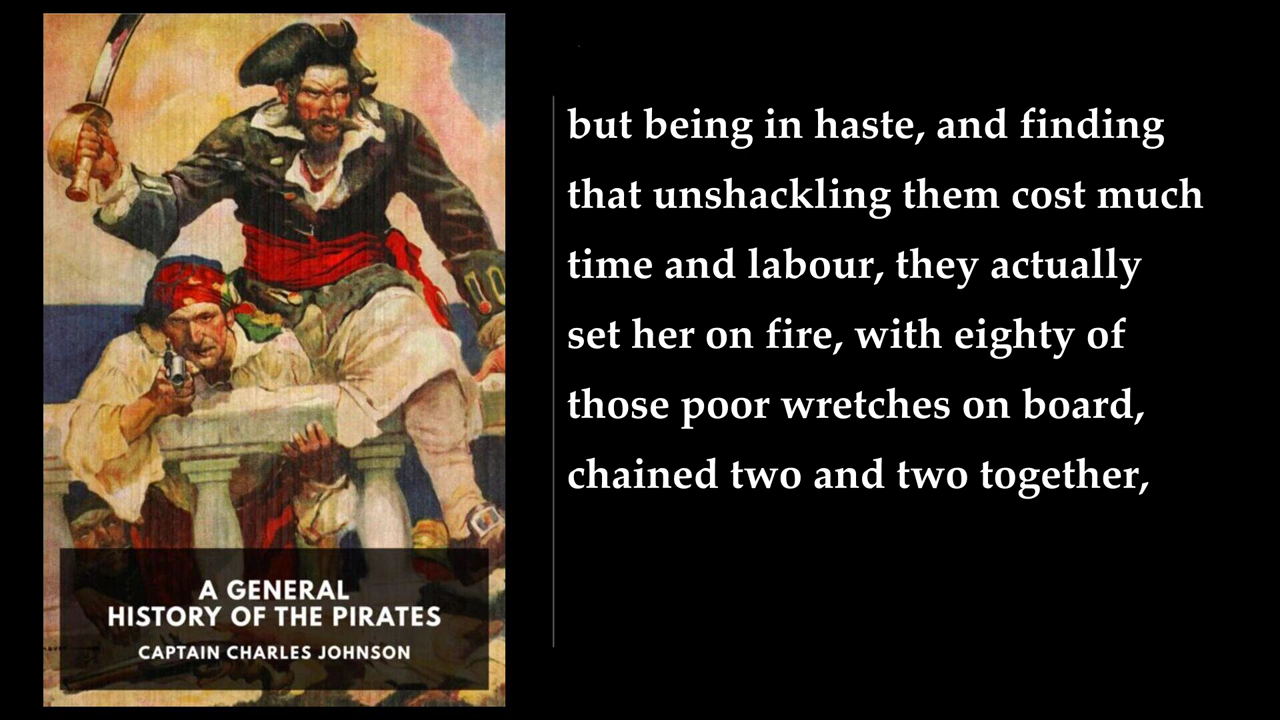 but being in haste, and finding
that unshackling them cost much
time and labour, they actually
set her on fire, with eighty of
those poor wretches on board,
chained two and two together,
A GENERAL
HISTORY OF THE PIRATES
CAPTAIN CHARLES JOHNSON